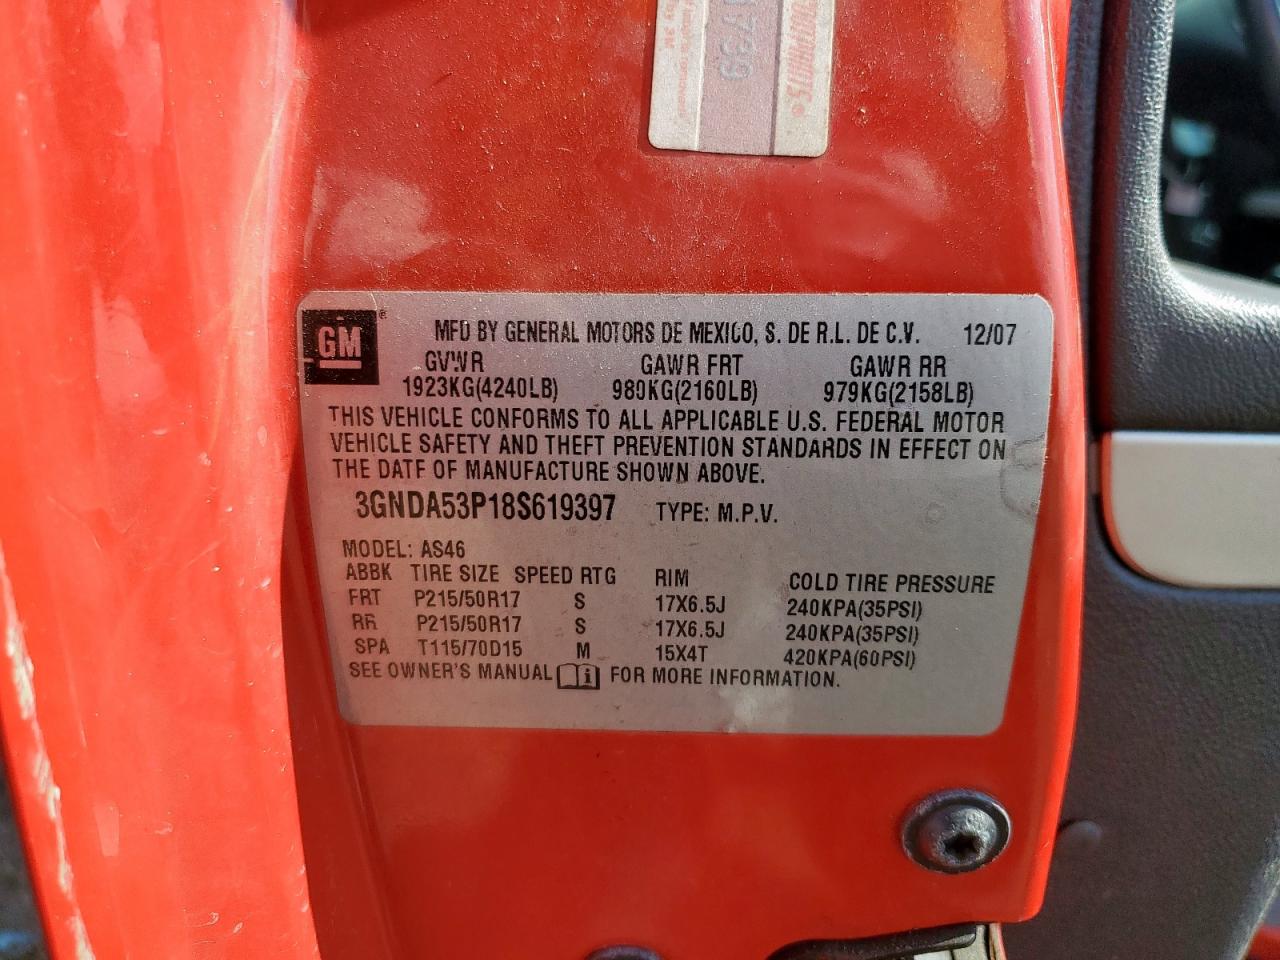 GM ®
MFD BY GENERAL MOTORS DE MEXICO, S. DE R.L. DE C.V. 12/07
GVWR GAWR FRT GAWR RR
1923KG(4240LB) 980KG(2160LB) 979KG(2158LB)
THIS VEHICLE CONFORMS TO ALL APPLICABLE U.S. FEDERAL MOTOR
VEHICLE SAFETY AND THEFT PREVENTION STANDARDS IN EFFECT ON
THE DATE OF MANUFACTURE SHOWN ABOVE.
3GNDA53P18S619397 TYPE: M.P.V.
MODEL: AS46
ABBK TIRE SIZE SPEED RTG RIM COLD TIRE PRESSURE
FRT P215/50R17 S 17X6.5J 240KPA(35PSI)
RR P215/50R17 S 17X6.5J 240KPA(35PSI)
SPA T115/70D15 M 15X4T 420KPA(60PSI)
SEE OWNER'S MANUAL i FOR MORE INFORMATION.